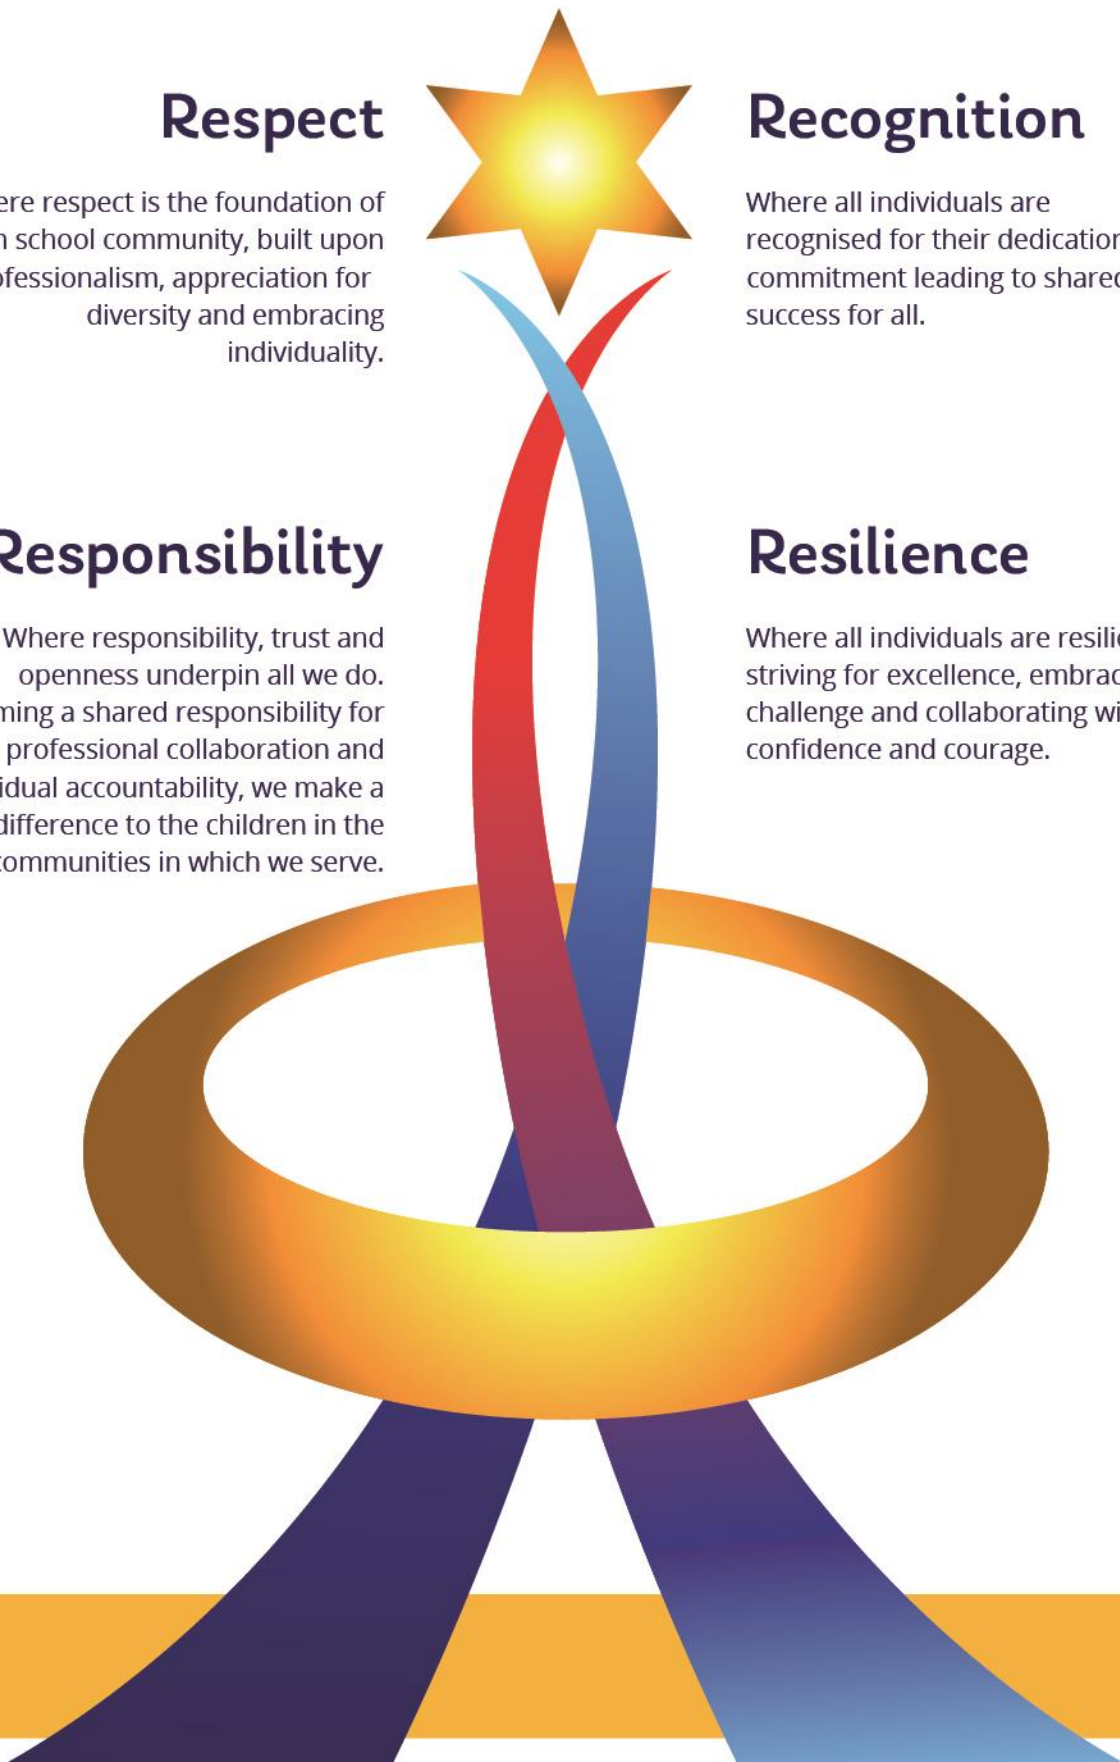 Respect
ere respect is the foundation of
school community, built upon
ofessionalism, appreciation for
diversity and embracing
individuality.
Recognition
Where all individuals are
recognised for their dedication
commitment leading to shared
success for all.
Responsibility
Where responsibility, trust and
openness underpin all we do.
ming a shared responsibility for
professional collaboration and
idual accountability, we make a
difference to the children in the
communities in which we serve.
Resilience
Where all individuals are resilie
striving for excellence, embrac
challenge and collaborating wi
confidence and courage.